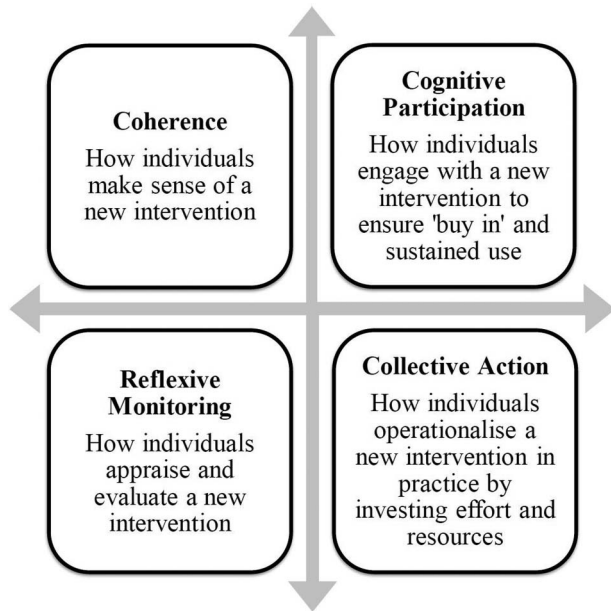 Coherence
How individuals
make sense of a
new intervention
Cognitive
Participation
How individuals
engage with a new
intervention to
ensure 'buy in' and
sustained use
Reflexive
Monitoring
How individuals
appraise and
evaluate a new
intervention
Collective Action
How individuals
operationalise a
new intervention in
practice by
investing effort and
resources